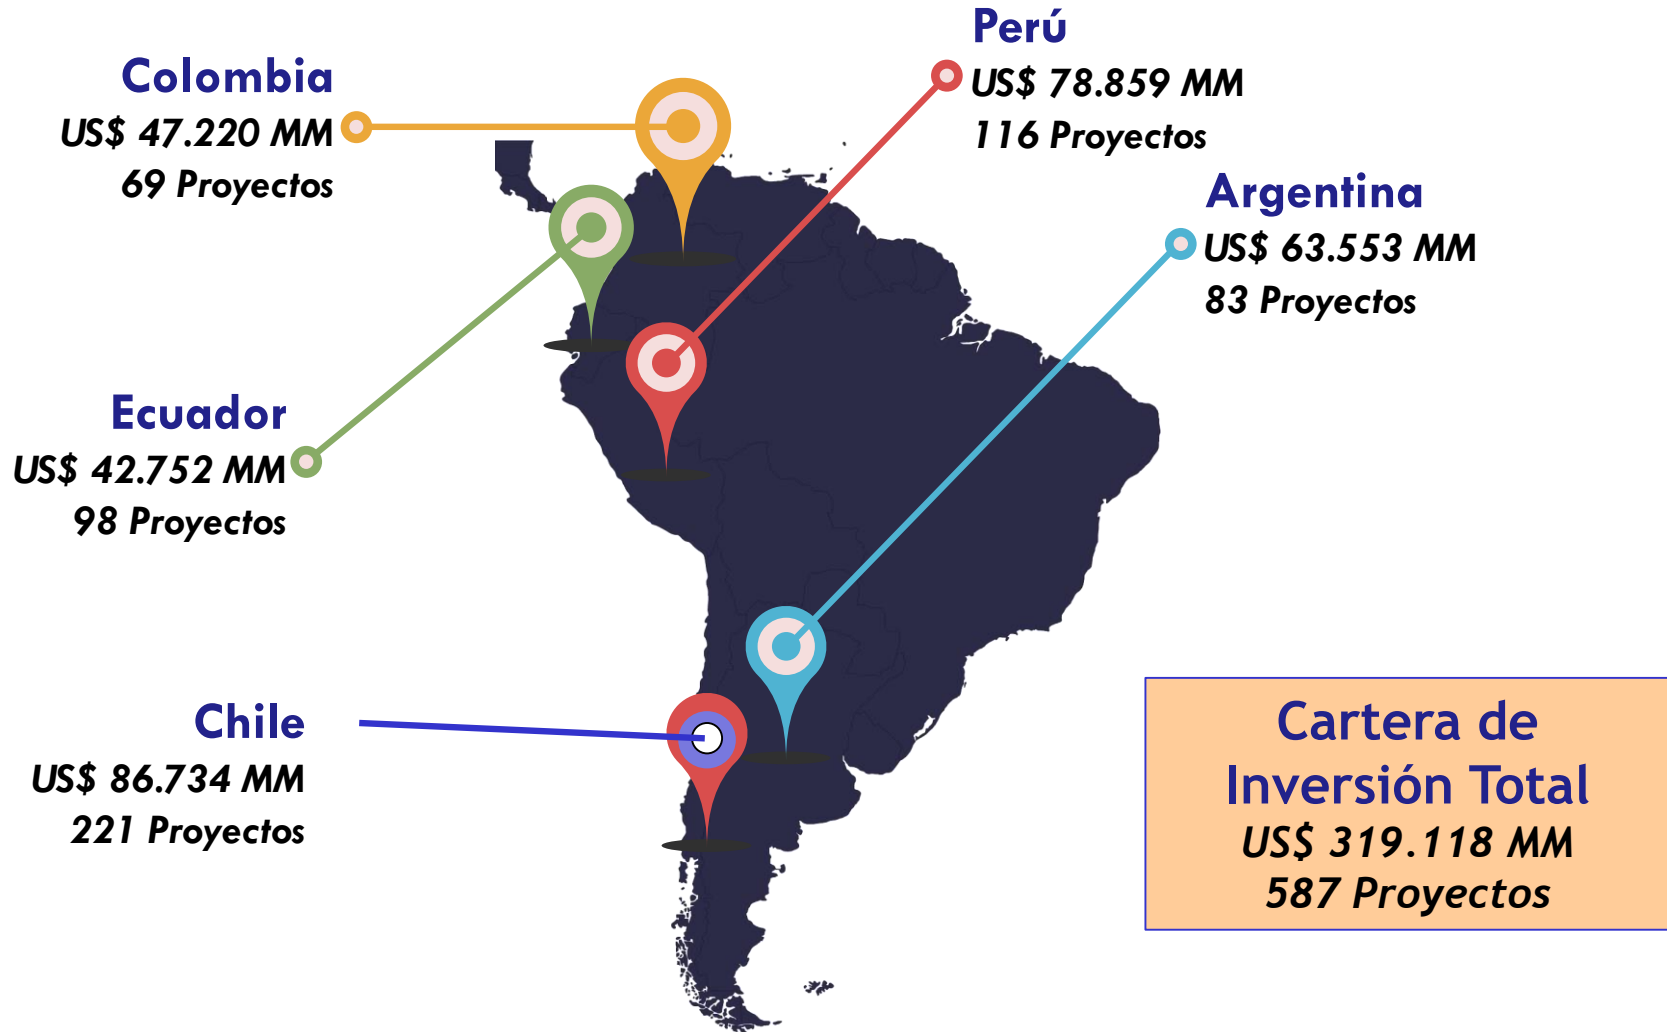 Perú
US$ 78.859 MM
116 Proyectos
Colombia
US$ 47.220 MM
69 Proyectos
Argentina
US$ 63.553 MM
83 Proyectos
Ecuador
US$ 42.752 MM
98 Proyectos
Chile
US$ 86.734 MM
221 Proyectos
Cartera de
Inversión Total
US$ 319.118 MM
587 Proyectos